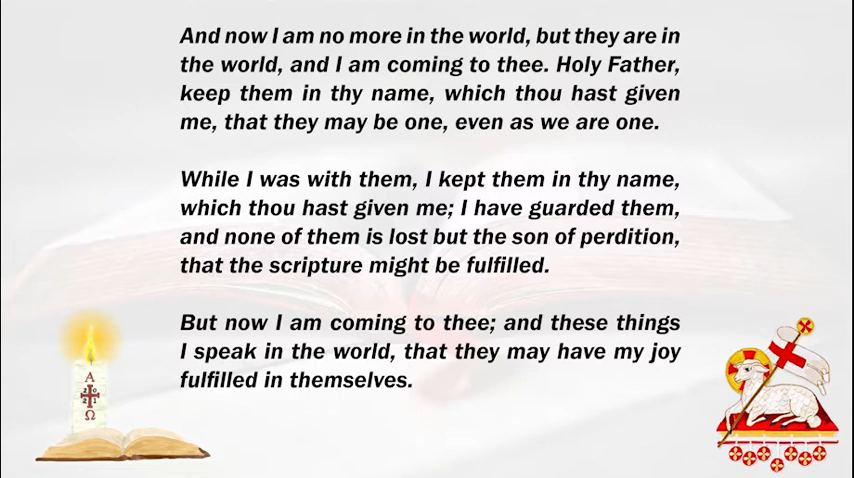 And now I am no more in the world, but they are in
the world, and I am coming to thee. Holy Father,
keep them in thy name, which thou hast given
me, that they may be one, even as we are one.
While I was with them, I kept them in thy name,
which thou hast given me; I have guarded them,
and none of them is lost but the son of perdition,
that the scripture might be fulfilled.
But now I am coming to thee; and these things
I speak in the world, that they may have my joy
fulfilled in themselves.
Α
2 0
2 1
Ω